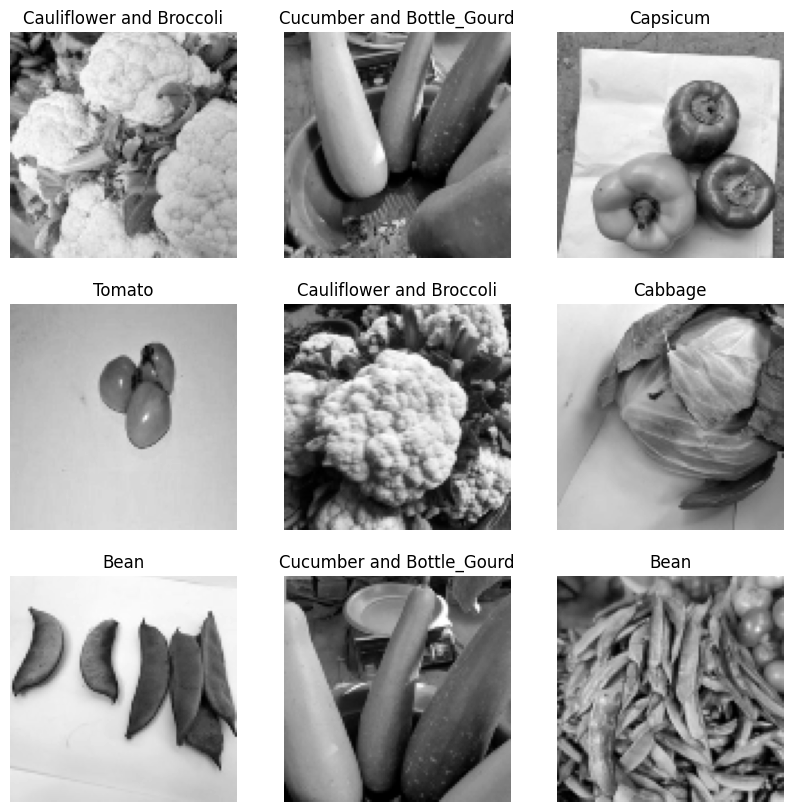 Cauliflower and Broccoli
Cucumber and Bottle_Gourd
Capsicum
Tomato
Cauliflower and Broccoli
Cabbage
Bean
Cucumber and Bottle_Gourd
Bean